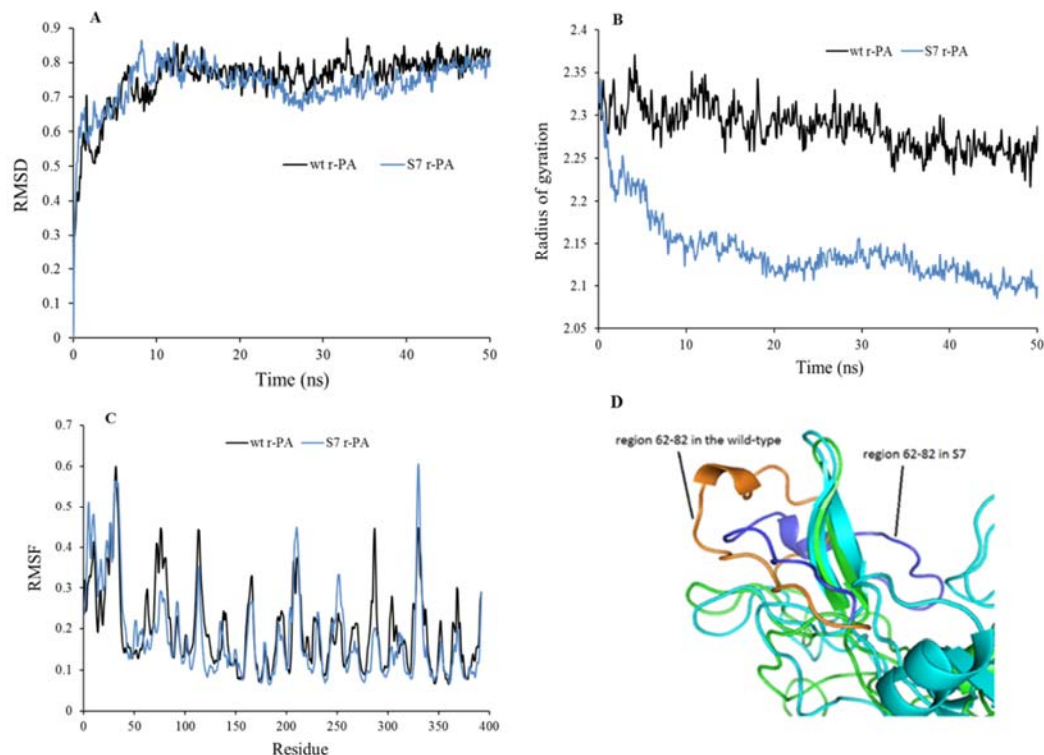 A
RMSD
0.9
0.8
0.7
0.6
0.5
0.4
0.3
0.2
0.1
0
wt r-PA S7 r-PA
0 10 20 30 40 50
Time (ns)
B
Radius of gyration
2.4
2.35
2.3
2.25
2.2
2.15
2.1
2.05
wt r-PA S7 r-PA
0 10 20 30 40 50
Time (ns)
C
RMSF
0.7
0.6
0.5
0.4
0.3
0.2
0.1
0
wt r-PA S7 r-PA
0 50 100 150 200 250 300 350 400
Residue
D
region 62-82 in the wild-type
region 62-82 in S7